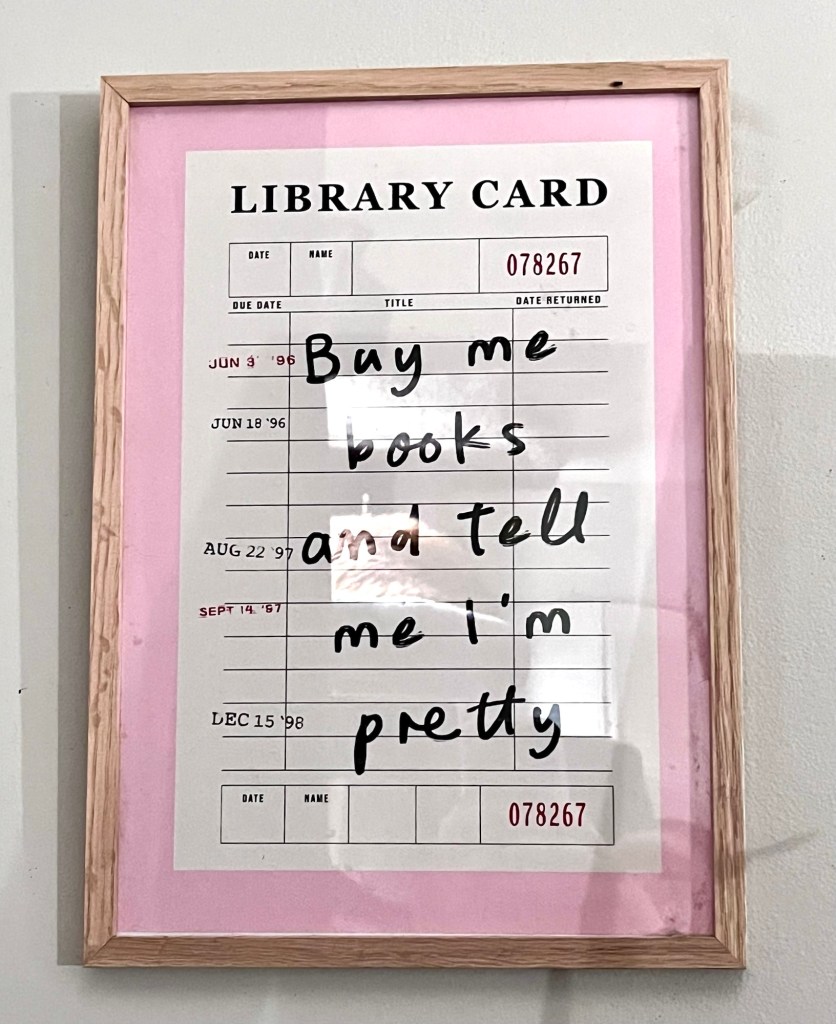 LIBRARY CARD
DATE NAME 078267
DUE DATE TITLE DATE RETURNED
JUN 3 '96 Buy me
JUN 18 '96 books
AUG 22 '97 and tell
SEPT 14 '97 me I'm
DEC 15 '98 pretty
DATE NAME 078267